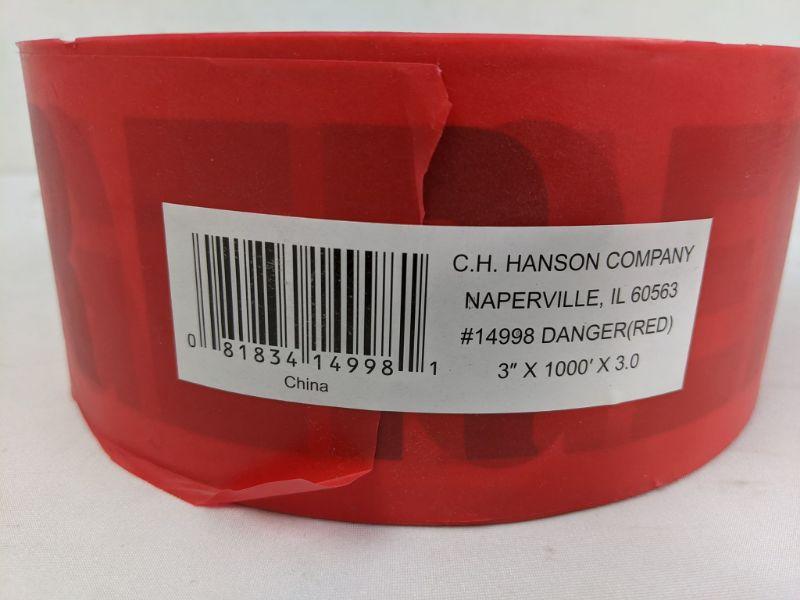 0 81834 14998 1
China
C.H. HANSON COMPANY
NAPERVILLE, IL 60563
#14998 DANGER(RED)
3" X 1000' X 3.0